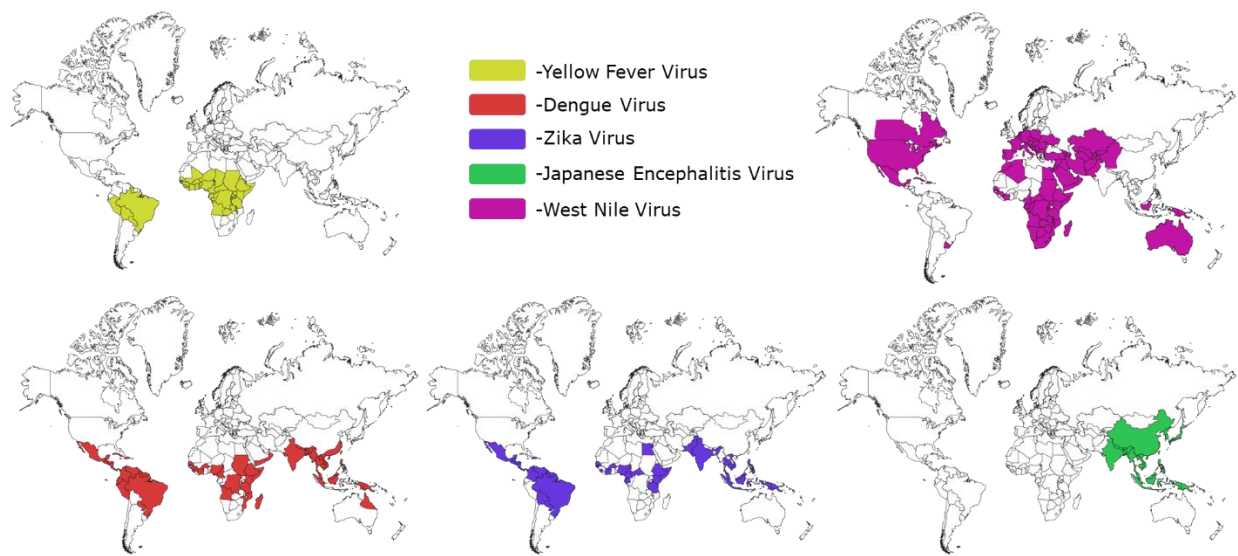 -Yellow Fever Virus
-Dengue Virus
-Zika Virus
-Japanese Encephalitis Virus
-West Nile Virus